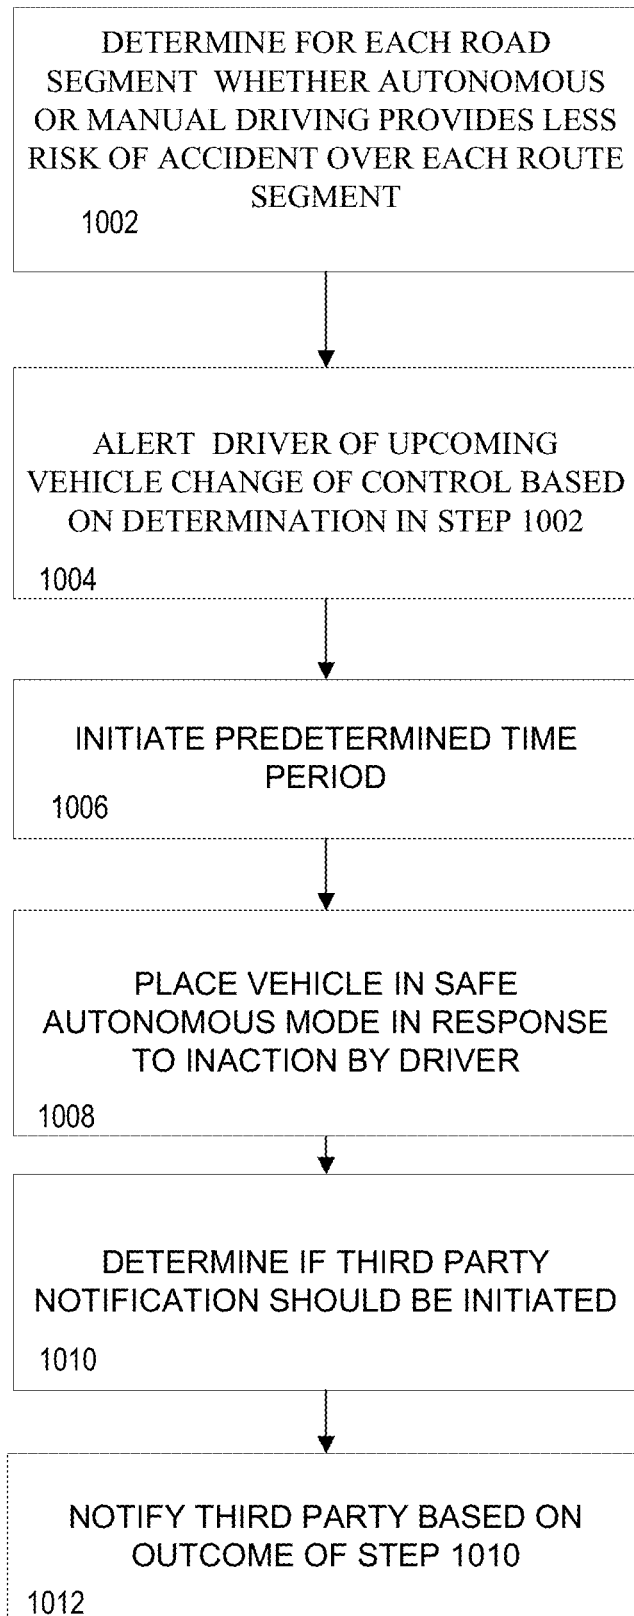 DETERMINE FOR EACH ROAD
SEGMENT WHETHER AUTONOMOUS
OR MANUAL DRIVING PROVIDES LESS
RISK OF ACCIDENT OVER EACH ROUTE
SEGMENT
1002
ALERT DRIVER OF UPCOMING
VEHICLE CHANGE OF CONTROL BASED
ON DETERMINATION IN STEP 1002
1004
INITIATE PREDETERMINED TIME
PERIOD
1006
PLACE VEHICLE IN SAFE
AUTONOMOUS MODE IN RESPONSE
TO INACTION BY DRIVER
1008
DETERMINE IF THIRD PARTY
NOTIFICATION SHOULD BE INITIATED
1010
NOTIFY THIRD PARTY BASED ON
OUTCOME OF STEP 1010
1012